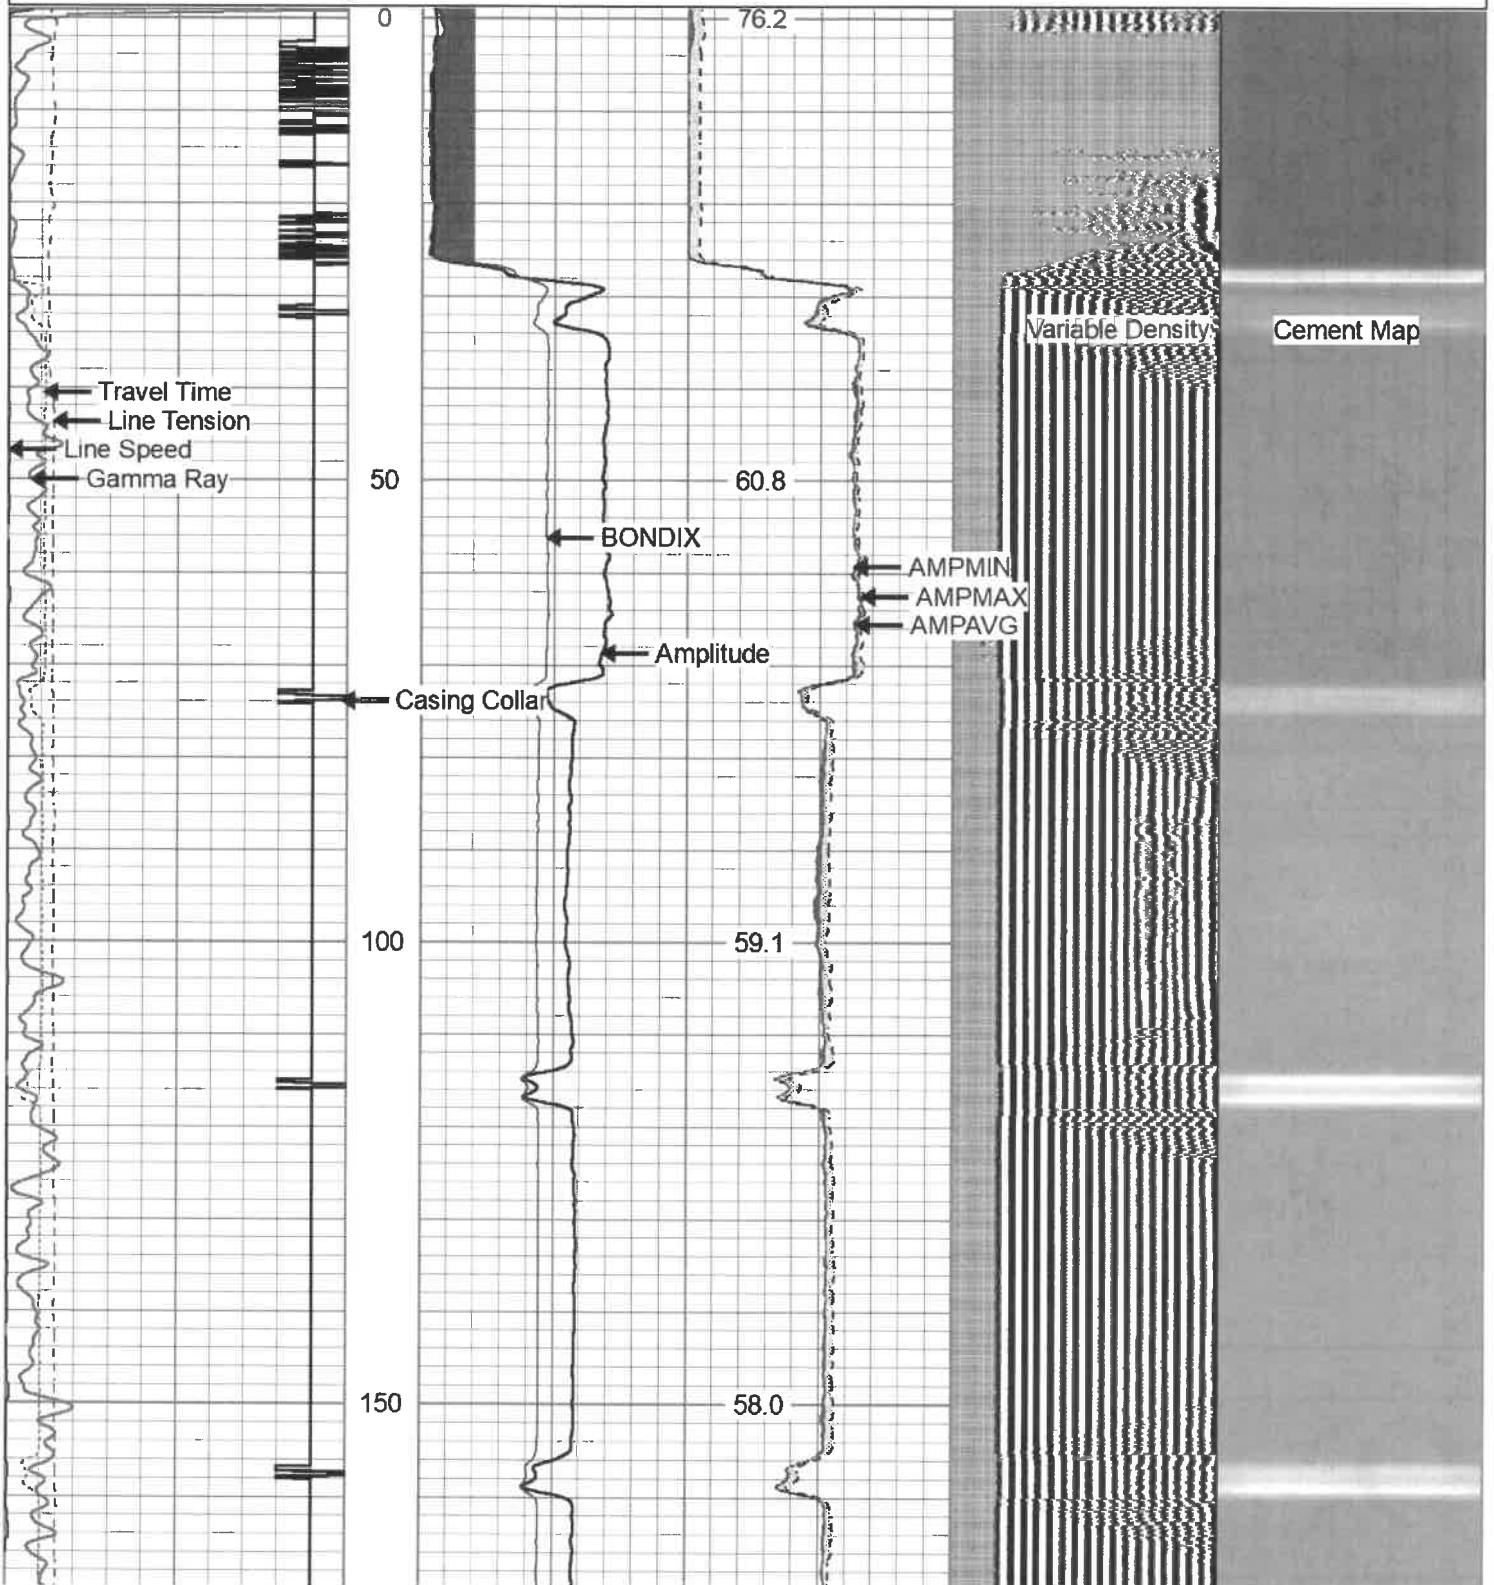 0 76.2
Variable Density Cement Map
Travel Time
Line Tension
Line Speed
Gamma Ray
50 60.8
BONDIX
AMPMIN
AMPMAX
AMPAVG
Amplitude
Casing Collar
100 59.1
150 58.0